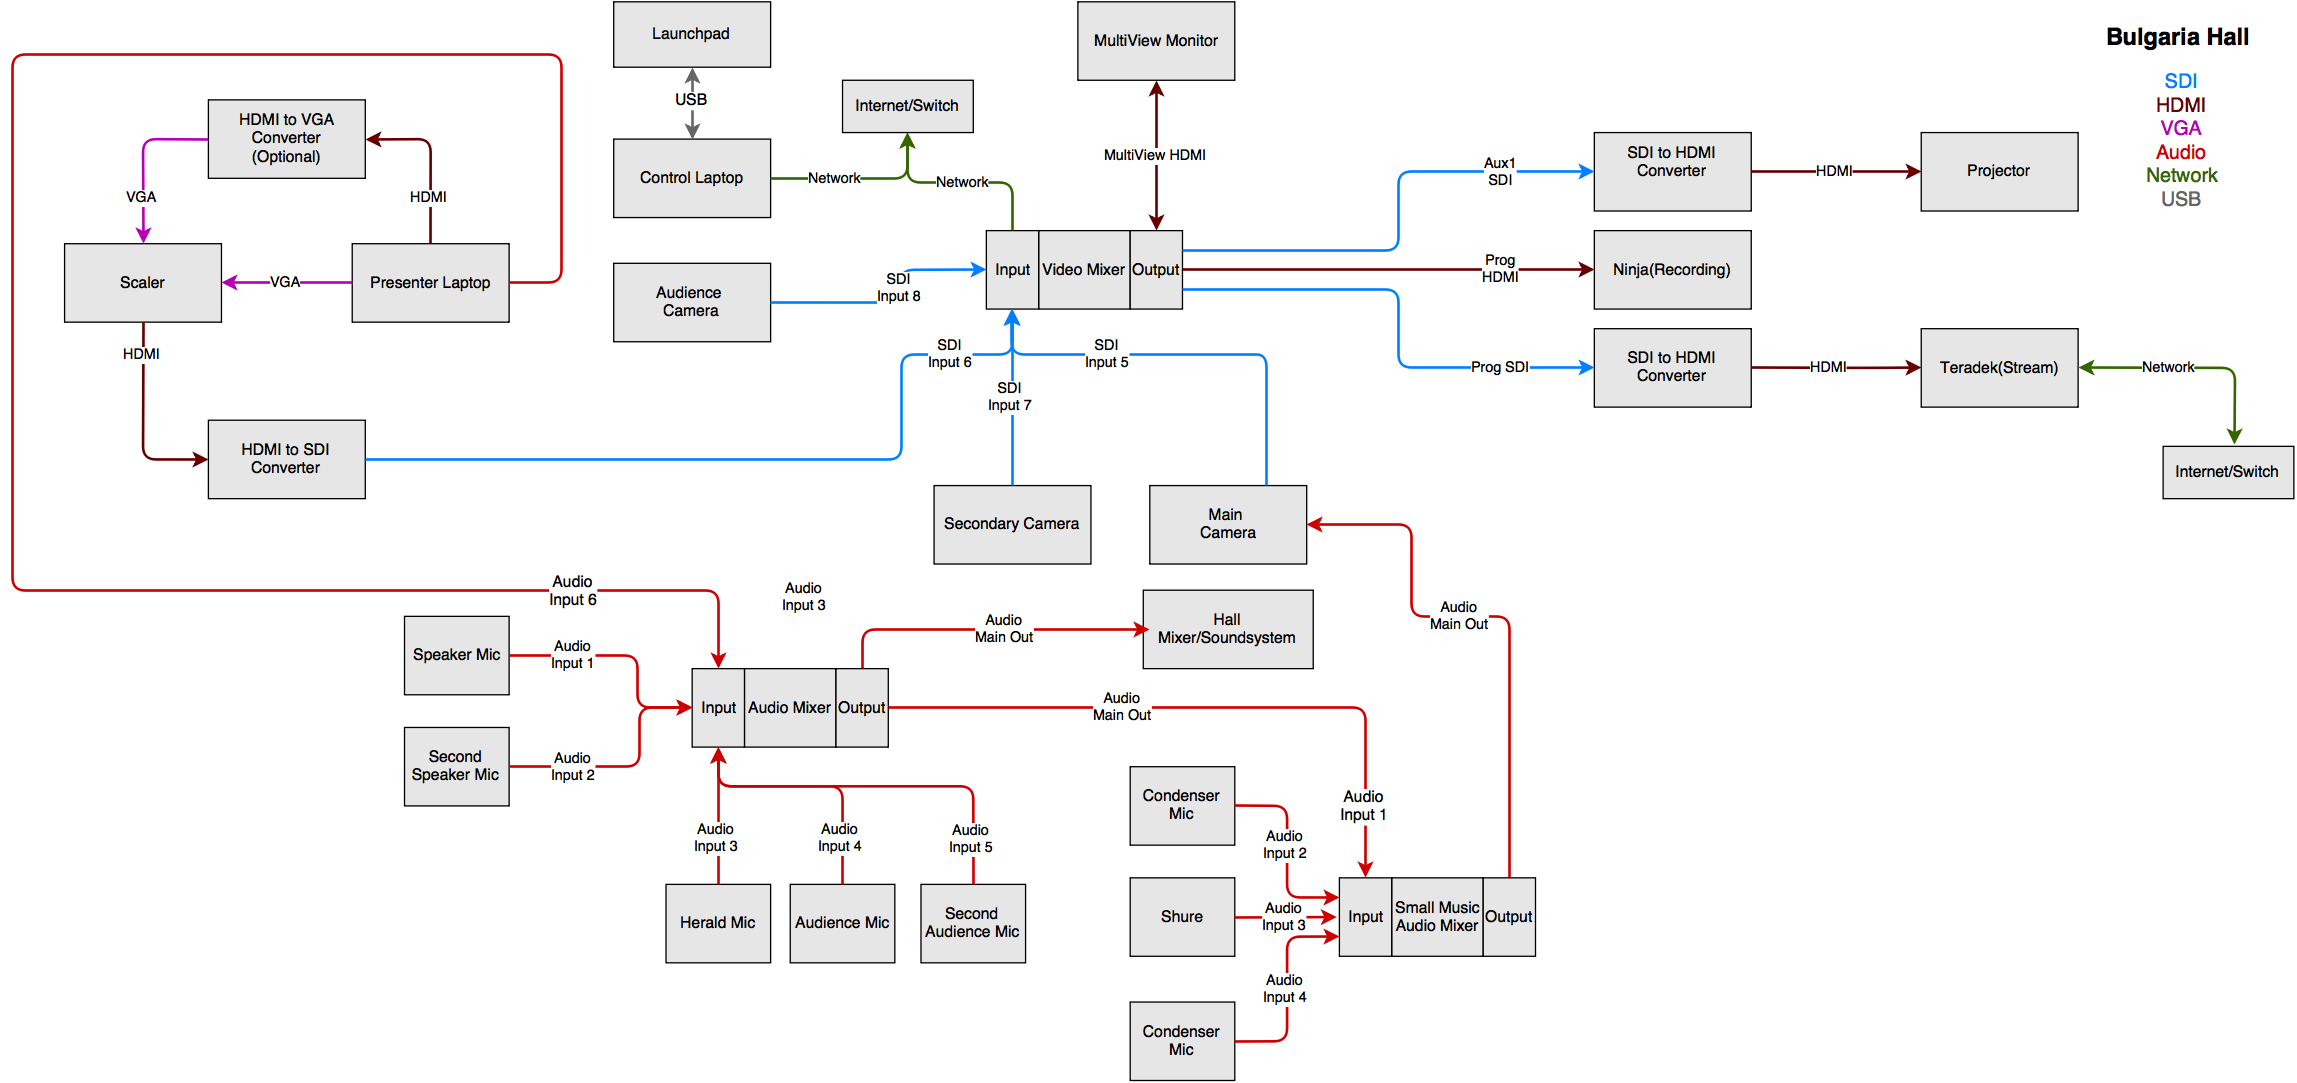 Bulgaria Hall
SDI
HDMI
VGA
Audio
Network
USB
Launchpad
USB
Control Laptop
Internet/Switch
Network
Network
MultiView Monitor
MultiView HDMI
HDMI to VGA
Converter
(Optional)
VGA
HDMI
Scaler
VGA
Presenter Laptop
HDMI
HDMI to SDI
Converter
Audience
Camera
SDI
Input 8
Input
Video Mixer
Output
SDI
Input 6
SDI
Input 5
SDI
Input 7
Secondary Camera
Main
Camera
Aux1
SDI
SDI to HDMI
Converter
HDMI
Projector
Prog
HDMI
Ninja(Recording)
Prog SDI
SDI to HDMI
Converter
HDMI
Teradek(Stream)
Network
Internet/Switch
Audio
Input 6
Audio
Input 3
Speaker Mic
Audio
Input 1
Second
Speaker Mic
Audio
Input 2
Input
Audio Mixer
Output
Audio
Main Out
Hall
Mixer/Soundsystem
Audio
Main Out
Audio
Main Out
Audio
Input 3
Audio
Input 4
Audio
Input 5
Herald Mic
Audience Mic
Second
Audience Mic
Condenser
Mic
Audio
Input 2
Audio
Input 1
Shure
Audio
Input 3
Input
Small Music
Audio Mixer
Output
Audio
Input 4
Condenser
Mic